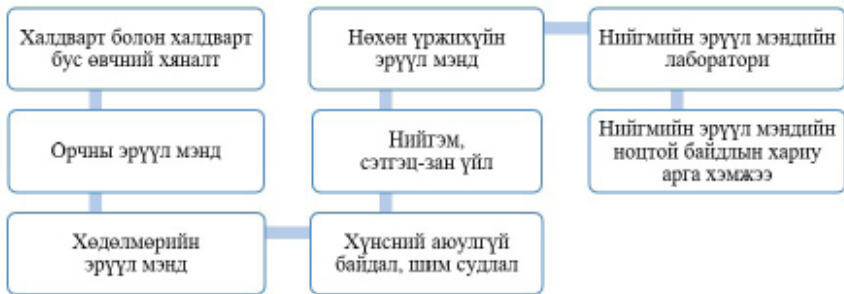 Халдварт болон халдварт
бус өвчний хяналт
Орчны эрүүл мэнд
Хөдөлмөрийн
эрүүл мэнд
Хүнсний аюулгүй
байдал, шим судлал
Нийгэм,
сэтгэц-зан үйл
Нөхөн үржихүйн
эрүүл мэнд
Нийгмийн эрүүл мэндийн
лаборатори
Нийгмийн эрүүл мэндийн
ноцтой байдлын хариу
арга хэмжээ